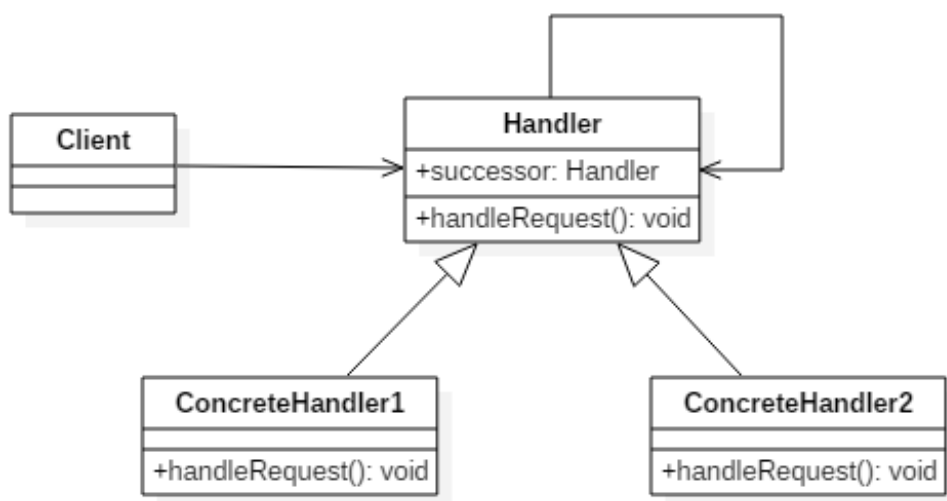 Client
Handler
+successor: Handler
+handleRequest(): void
ConcreteHandler1
+handleRequest(): void
ConcreteHandler2
+handleRequest(): void